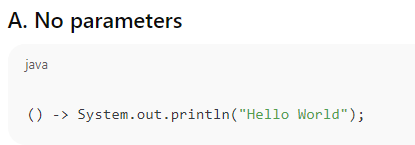 A. No parameters
java
() -> System.out.println("Hello World");